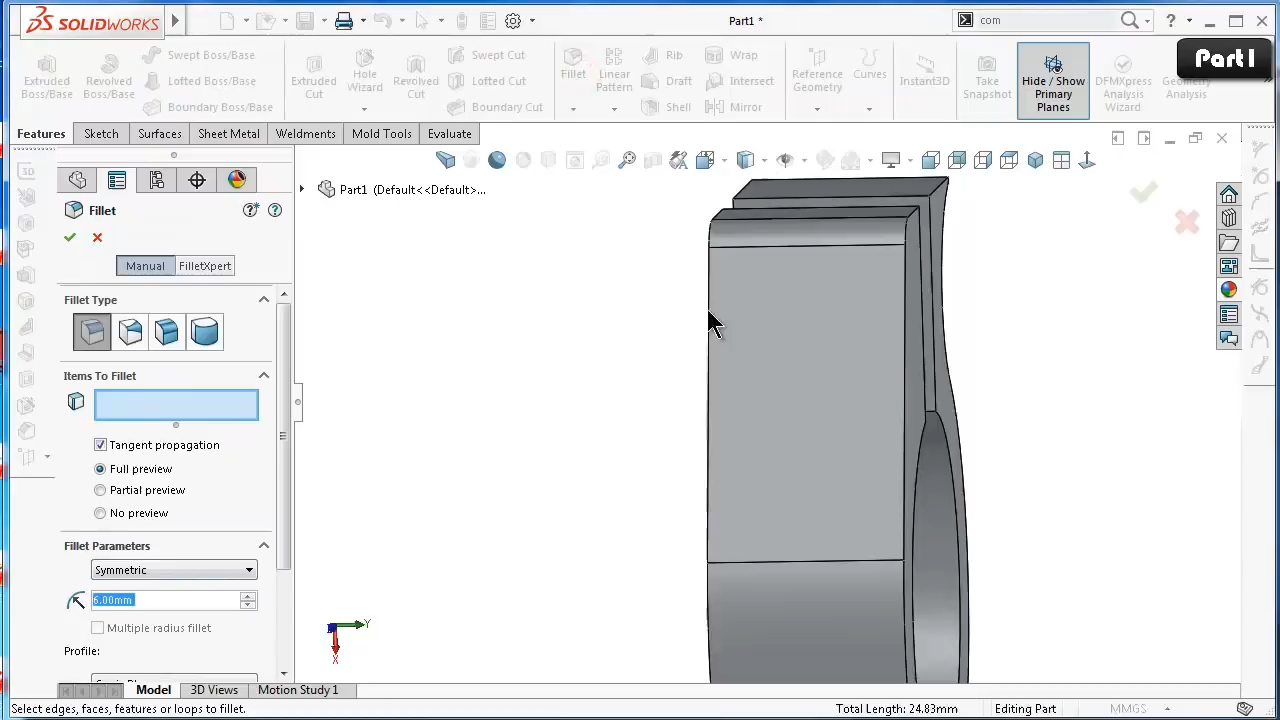 SOLIDWORKS
Part1 *
com
Part1
Extruded Boss/Base
Revolved Boss/Base
Swept Boss/Base
Lofted Boss/Base
Boundary Boss/Base
Extruded Cut
Hole Wizard
Revolved Cut
Swept Cut
Lofted Cut
Boundary Cut
Fillet
Linear Pattern
Rib
Draft
Shell
Wrap
Intersect
Mirror
Reference Geometry
Curves
Instant3D
Take Snapshot
Hide / Show Primary Planes
DFMXpress Analysis Wizard
Geometry Analysis
Features
Sketch
Surfaces
Sheet Metal
Weldments
Mold Tools
Evaluate
Part1 (Default<<Default>...
Fillet
Manual
FilletXpert
Fillet Type
Items To Fillet
Tangent propagation
Full preview
Partial preview
No preview
Fillet Parameters
Symmetric
6.00mm
Multiple radius fillet
Profile:
Y
X
Model
3D Views
Motion Study 1
Select edges, faces, features or loops to fillet.
Total Length: 24.83mm
Editing Part
MMGS